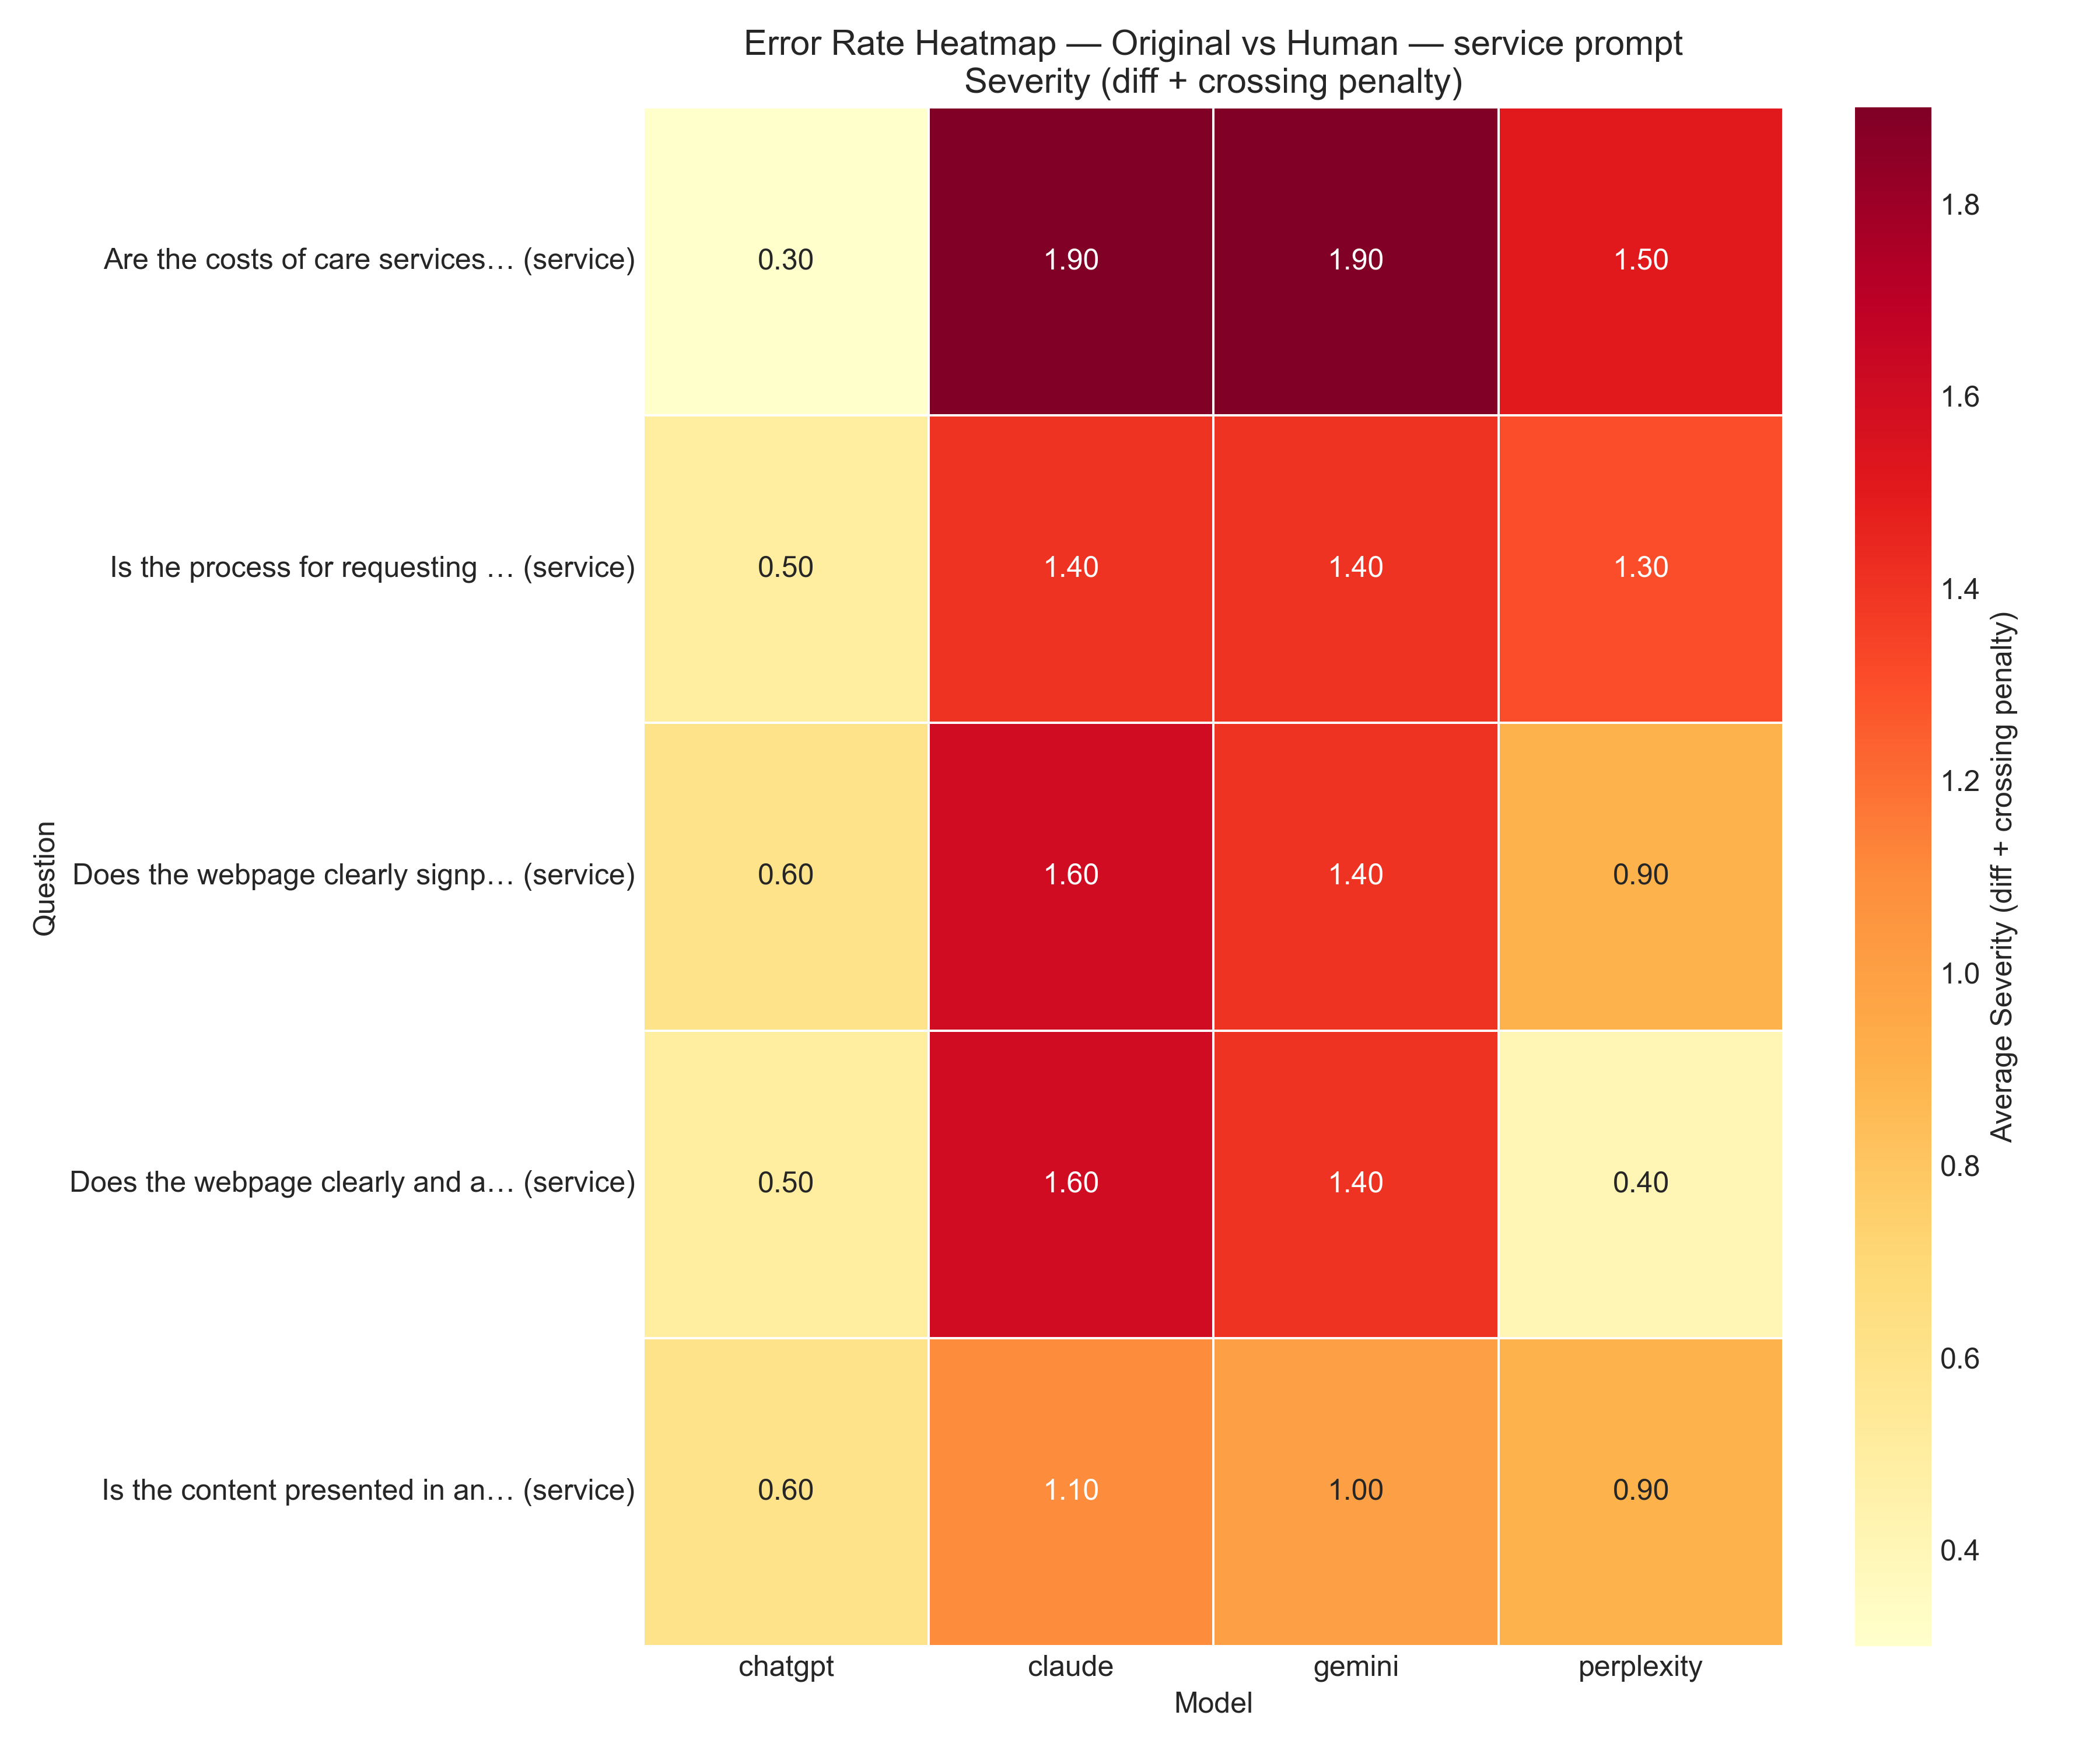 Error Rate Heatmap — Original vs Human — service prompt
Severity (diff + crossing penalty)
Question
Are the costs of care services… (service)
0.30
1.90
1.90
1.50
Is the process for requesting … (service)
0.50
1.40
1.40
1.30
Does the webpage clearly signp… (service)
0.60
1.60
1.40
0.90
Does the webpage clearly and a… (service)
0.50
1.60
1.40
0.40
Is the content presented in an… (service)
0.60
1.10
1.00
0.90
chatgpt
claude
gemini
perplexity
Model
1.8
1.6
1.4
1.2
1.0
0.8
0.6
0.4
Average Severity (diff + crossing penalty)